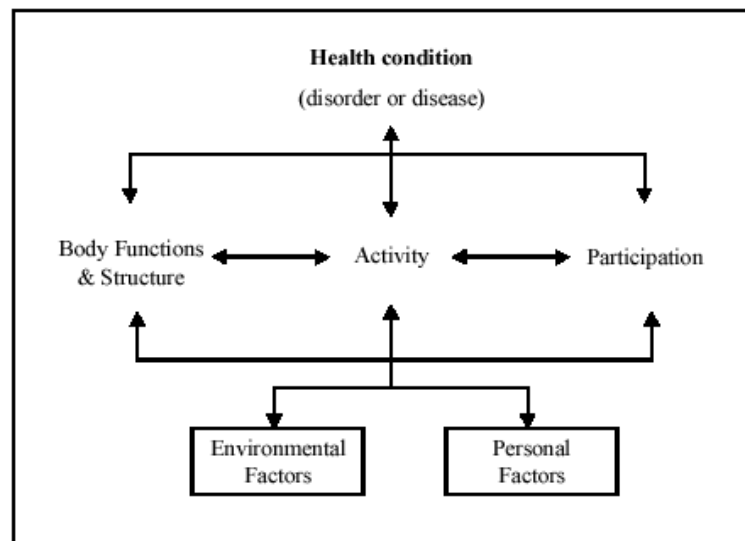 Health condition
(disorder or disease)
Body Functions
& Structure
Activity
Participation
Environmental
Factors
Personal
Factors